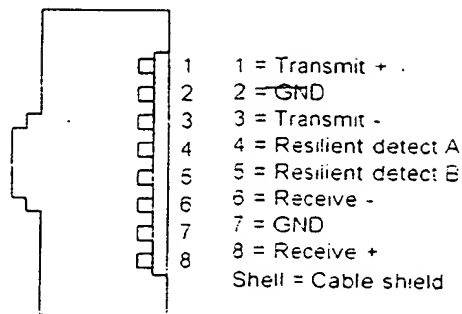 1 1 = Transmit +
2 2 = GND
3 3 = Transmit -
4 4 = Resilient detect A
5 5 = Resilient detect B
6 6 = Receive -
7 7 = GND
8 8 = Receive +
Shell = Cable shield